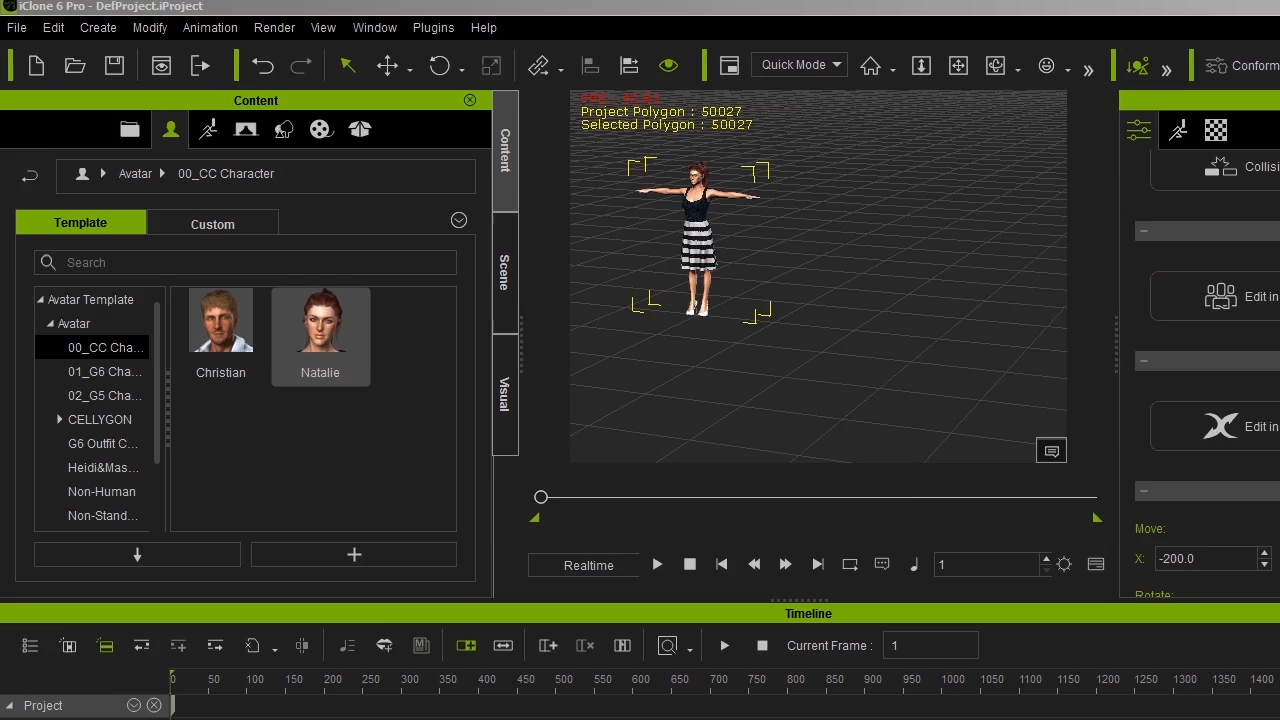 iClone 6 Pro - DefProject.iProject
File Edit Create Modify Animation Render View Window Plugins Help
Quick Mode
Conform
Content
Project Polygon : 50027
Selected Polygon : 50027
Content
Scene
Visual
Avatar 00_CC Character
Template Custom
Search
Avatar Template
Avatar
00_CC Cha...
01_G6 Cha...
02_G5 Cha...
CELLYGON
G6 Outfit C...
Heidi&Mas...
Non-Human
Non-Stand...
Christian
Natalie
Collisi
Edit in
Edit in
Move:
X: -200.0
Rotate:
Realtime
1
Timeline
Current Frame : 1
0 50 100 150 200 250 300 350 400 450 500 550 600 650 700 750 800 850 900 950 1000 1050 1100 1150 1200 1250 1300 1350 1400
Project